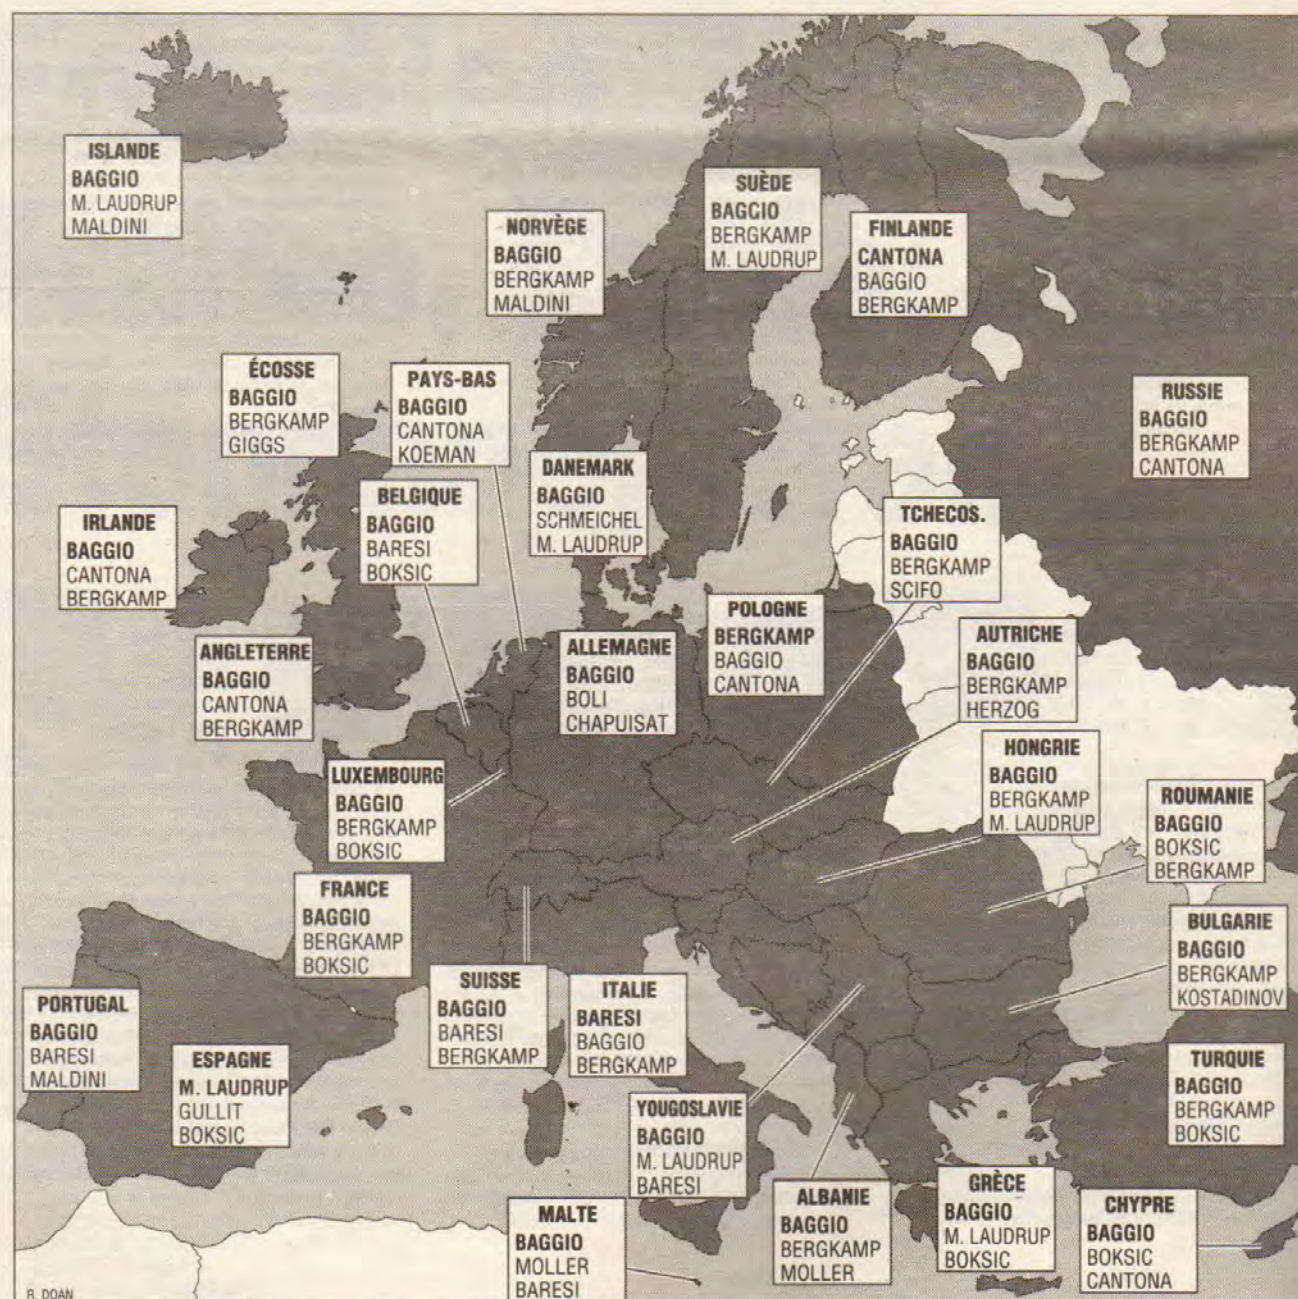 ISLANDE
BAGGIO
M. LAUDRUP
MALDINI
SUÈDE
BAGCIO
BERGKAMP
M. LAUDRUP
NORVÈGE
BAGGIO
BERGKAMP
MALDINI
FINLANDE
CANTONA
BAGGIO
BERGKAMP
ÉCOSSE
BAGGIO
BERGKAMP
GIGGS
PAYS-BAS
BAGGIO
CANTONA
KOEMAN
RUSSIE
BAGGIO
BERGKAMP
CANTONA
DANEMARK
BAGGIO
SCHMEICHEL
M. LAUDRUP
BELGIQUE
BAGGIO
BARESI
BOKSIC
TCHECOS.
BAGGIO
BERGKAMP
SCIFO
IRLANDE
BAGGIO
CANTONA
BERGKAMP
POLOGNE
BERGKAMP
BAGGIO
CANTONA
AUTRICHE
BAGGIO
BERGKAMP
HERZOG
ANGLETERRE
BAGGIO
CANTONA
BERGKAMP
ALLEMAGNE
BAGGIO
BOLI
CHAPUISAT
HONGRIE
BAGGIO
BERGKAMP
M. LAUDRUP
LUXEMBOURG
BAGGIO
BERGKAMP
BOKSIC
ROUMANIE
BAGGIO
BOKSIC
BERGKAMP
FRANCE
BAGGIO
BERGKAMP
BOKSIC
BULGARIE
BAGGIO
BERGKAMP
KOSTADINOV
SUISSE
BAGGIO
BARESI
BERGKAMP
ITALIE
BARESI
BAGGIO
BERGKAMP
PORTUGAL
BAGGIO
BARESI
MALDINI
ESPAGNE
M. LAUDRUP
GULLIT
BOKSIC
TURQUIE
BAGG1O
BERGKAMP
BOKSIC
YOUGOSLAVIE
BAGGIO
M. LAUDRUP
BARESI
GRÈCE
BAGGIO
M. LAUDRUP
BOKSIC
ALBANIE
BAGGIO
BERGKAMP
MOLLER
CHYPRE
BAGGIO
BOKSIC
CANTONA
MALTE
BAGGIO
MOLLER
BARESI
R. DOAN